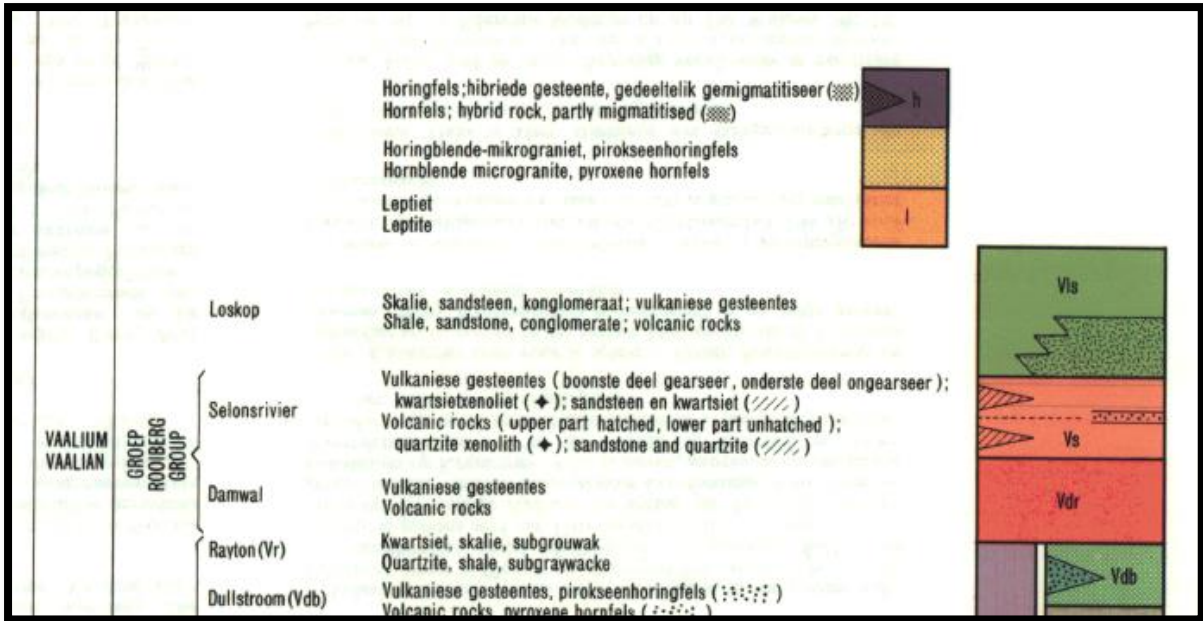 Horingfels;hibriede gesteente, gedeeltelik gemigmatitiseer ( )
Hornfels; hybrid rock, partly migmatitised ( )
h
Horingblende-mikrograniet, pirokseenhoringfels
Hornblende microgranite, pyroxene hornfels
Leptiet
Leptite
l
Loskop
Skalie, sandsteen, konglomeraat; vulkaniese gesteentes
Shale, sandstone, conglomerate; volcanic rocks
Vls
VAALIUM
VAALIAN
GROEP
ROOIBERG
GROUP
Selonsrivier
Vulkaniese gesteentes ( boonste deel gearseer, onderste deel ongearseer );
kwartsietxenoliet ( ✦ ); sandsteen en kwartsiet ( )
Volcanic rocks ( upper part hatched, lower part unhatched );
quartzite xenolith ( ✦ ); sandstone and quartzite ( )
Vs
Damwal
Vulkaniese gesteentes
Volcanic rocks
Vdr
Rayton (Vr)
Kwartsiet, skalie, subgrouwak
Quartzite, shale, subgraywacke
Dullstroom (Vdb)
Vulkaniese gesteentes, pirokseenhoringfels ( )
Volcanic rocks, pyroxene hornfels ( )
Vdb